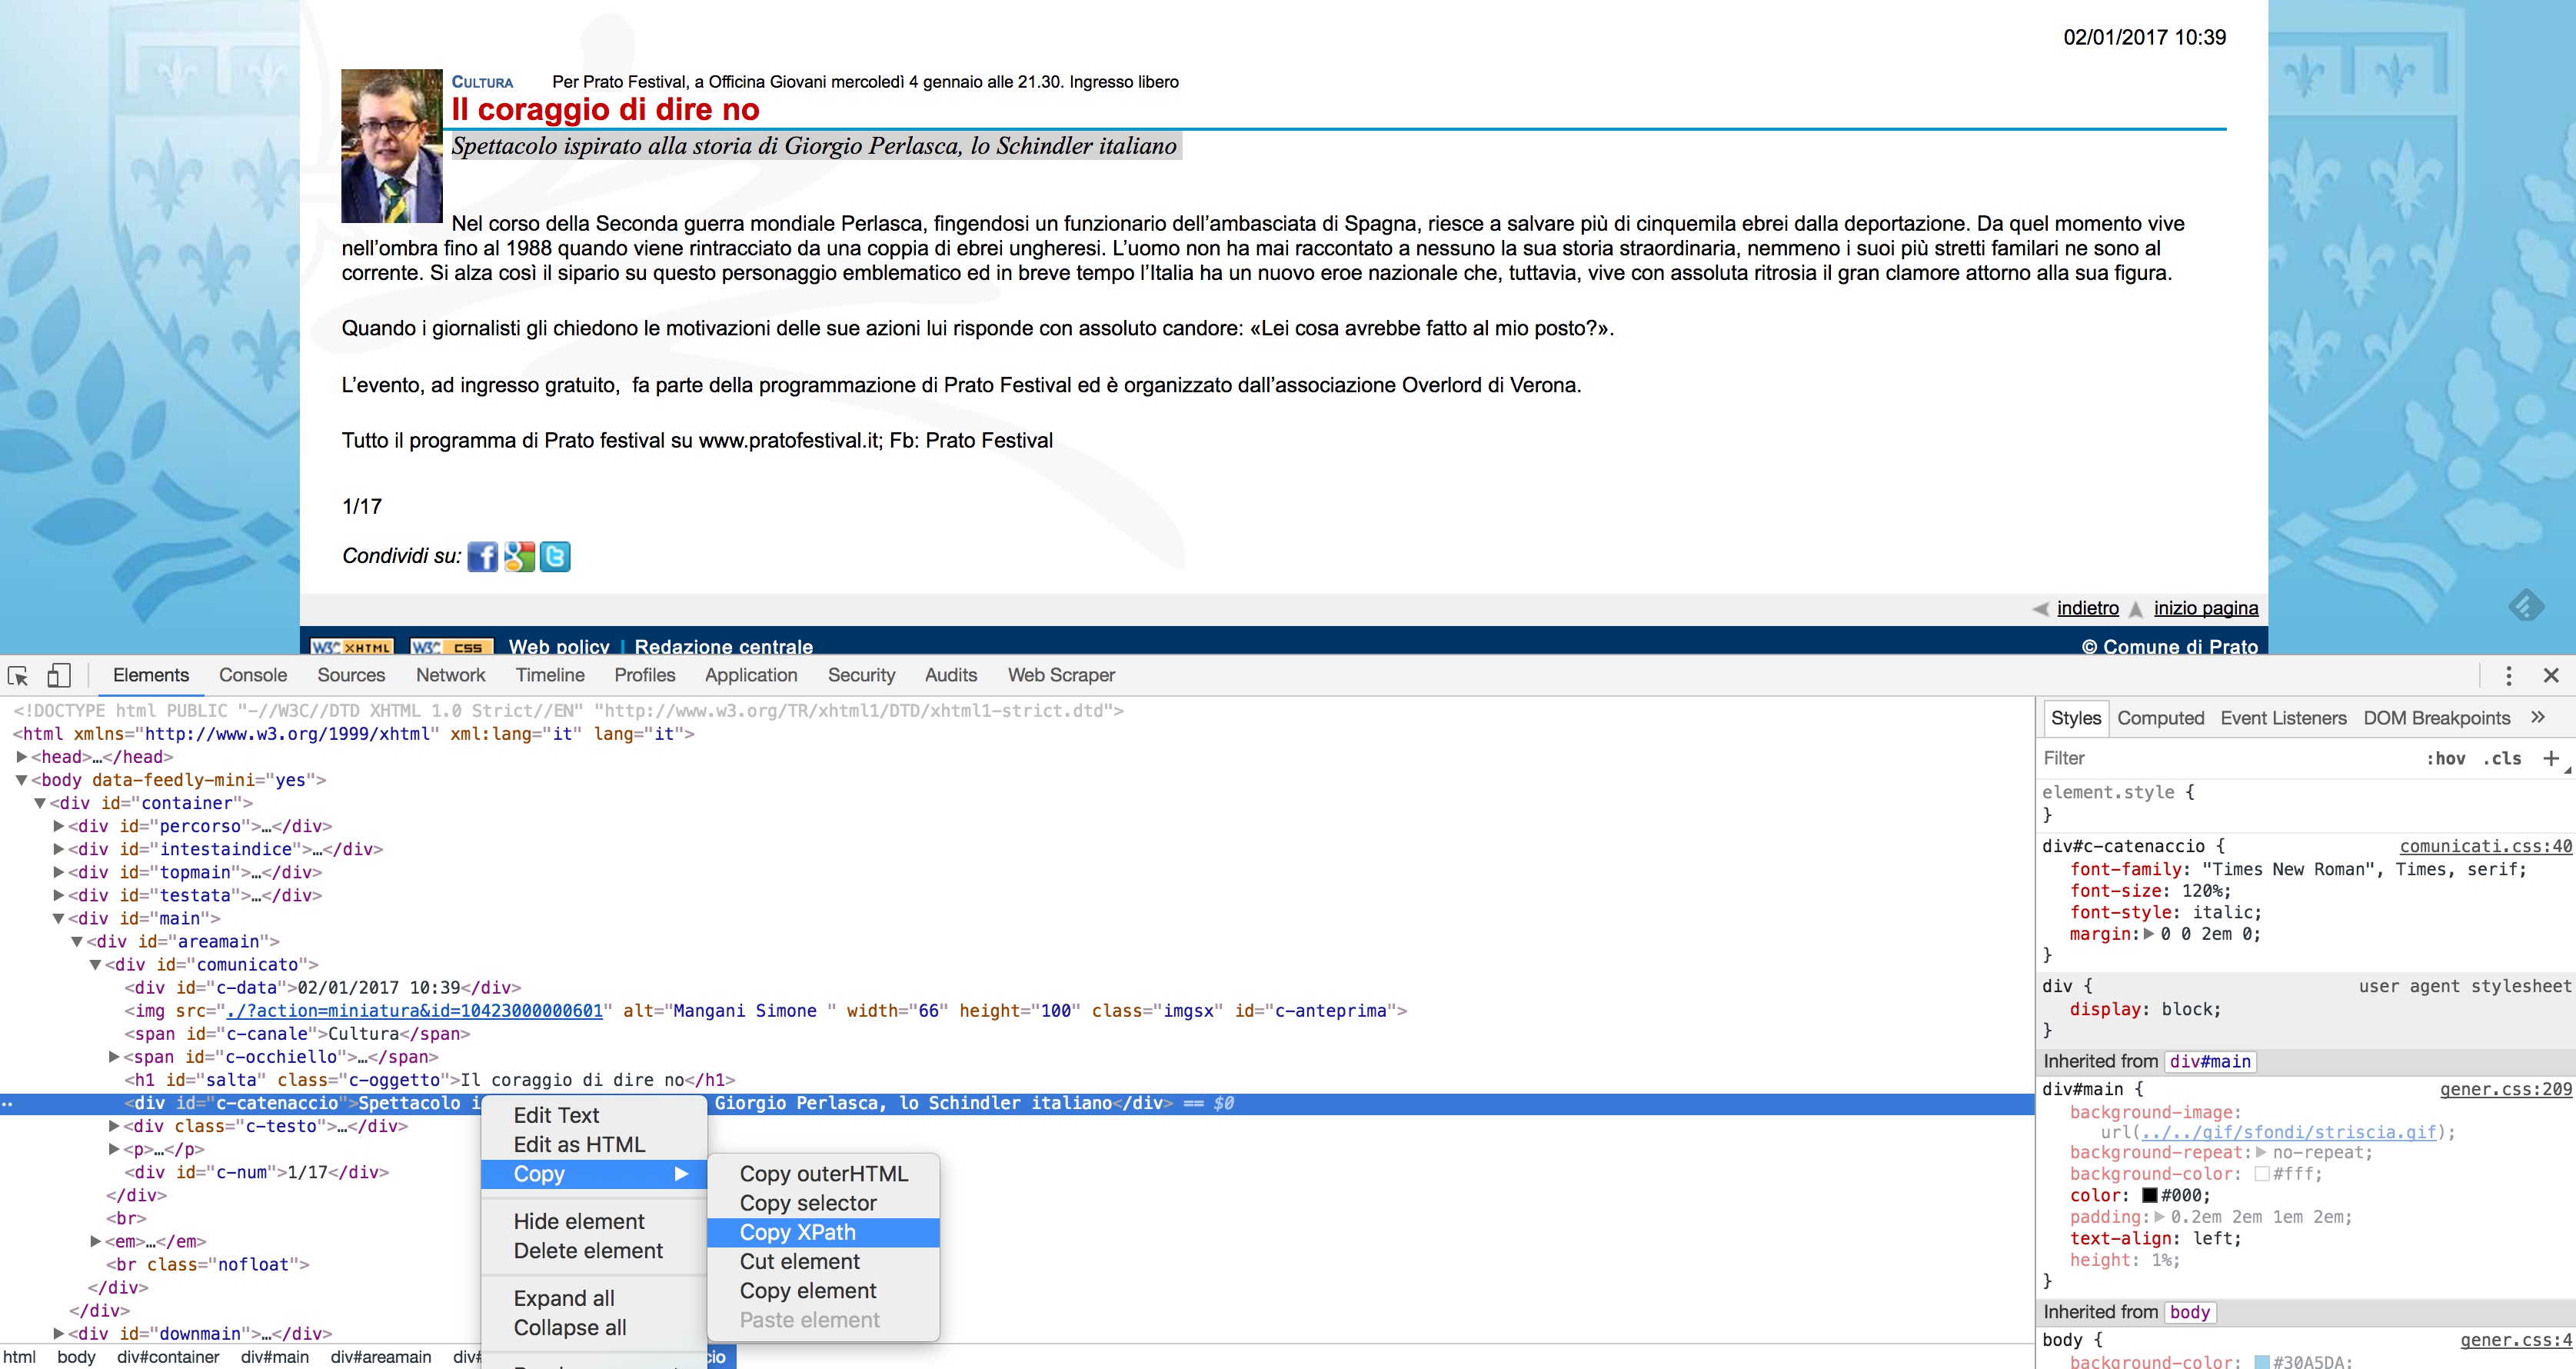 02/01/2017 10:39
CULTURA Per Prato Festival, a Officina Giovani mercoledì 4 gennaio alle 21.30. Ingresso libero
Il coraggio di dire no
Spettacolo ispirato alla storia di Giorgio Perlasca, lo Schindler italiano
Nel corso della Seconda guerra mondiale Perlasca, fingendosi un funzionario dell'ambasciata di Spagna, riesce a salvare più di cinquemila ebrei dalla deportazione. Da quel momento vive
nell'ombra fino al 1988 quando viene rintracciato da una coppia di ebrei ungheresi. L'uomo non ha mai raccontato a nessuno la sua storia straordinaria, nemmeno i suoi più stretti familari ne sono al
corrente. Si alza così il sipario su questo personaggio emblematico ed in breve tempo l'Italia ha un nuovo eroe nazionale che, tuttavia, vive con assoluta ritrosia il gran clamore attorno alla sua figura.
Quando i giornalisti gli chiedono le motivazioni delle sue azioni lui risponde con assoluto candore: «Lei cosa avrebbe fatto al mio posto?».
L'evento, ad ingresso gratuito,  fa parte della programmazione di Prato Festival ed è organizzato dall'associazione Overlord di Verona.
Tutto il programma di Prato festival su www.pratofestival.it; Fb: Prato Festival
1/17
Condividi su:
indietro inizio pagina
W3C XHTML W3C CSS Web policy | Redazione centrale © Comune di Prato
Elements Console Sources Network Timeline Profiles Application Security Audits Web Scraper
<!DOCTYPE html PUBLIC "-//W3C//DTD XHTML 1.0 Strict//EN" "http://www.w3.org/TR/xhtml1/DTD/xhtml1-strict.dtd">
<html xmlns="http://www.w3.org/1999/xhtml" xml:lang="it" lang="it">
<head>…</head>
<body data-feedly-mini="yes">
<div id="container">
<div id="percorso">…</div>
<div id="intestaindice">…</div>
<div id="topmain">…</div>
<div id="testata">…</div>
<div id="main">
<div id="areamain">
<div id="comunicato">
<div id="c-data">02/01/2017 10:39</div>
<img src="./?action=miniatura&id=10423000000601" alt="Mangani Simone " width="66" height="100" class="imgsx" id="c-anteprima">
<span id="c-canale">Cultura</span>
<span id="c-occhiello">…</span>
<h1 id="salta" class="c-oggetto">Il coraggio di dire no</h1>
<div id="c-catenaccio">Spettacolo i Giorgio Perlasca, lo Schindler italiano</div> == $0
<div class="c-testo">…</div>
<p>…</p>
<div id="c-num">1/17</div>
</div>
<br>
<em>…</em>
<br class="nofloat">
</div>
</div>
<div id="downmain">…</div>
html body div#container div#main div#areamain div# cio
Edit Text
Edit as HTML
Copy
Hide element
Delete element
Expand all
Collapse all
Copy outerHTML
Copy selector
Copy XPath
Cut element
Copy element
Paste element
Styles Computed Event Listeners DOM Breakpoints »
Filter :hov .cls +
element.style {
}
div#c-catenaccio { comunicati.css:40
font-family: "Times New Roman", Times, serif;
font-size: 120%;
font-style: italic;
margin: 0 0 2em 0;
}
div { user agent stylesheet
display: block;
}
Inherited from div#main
div#main { gener.css:209
background-image:
url(../../gif/sfondi/striscia.gif);
background-repeat: no-repeat;
background-color: #fff;
color: #000;
padding: 0.2em 2em 1em 2em;
text-align: left;
height: 1%;
}
Inherited from body
body { gener.css:4
background-color: #30A5DA;